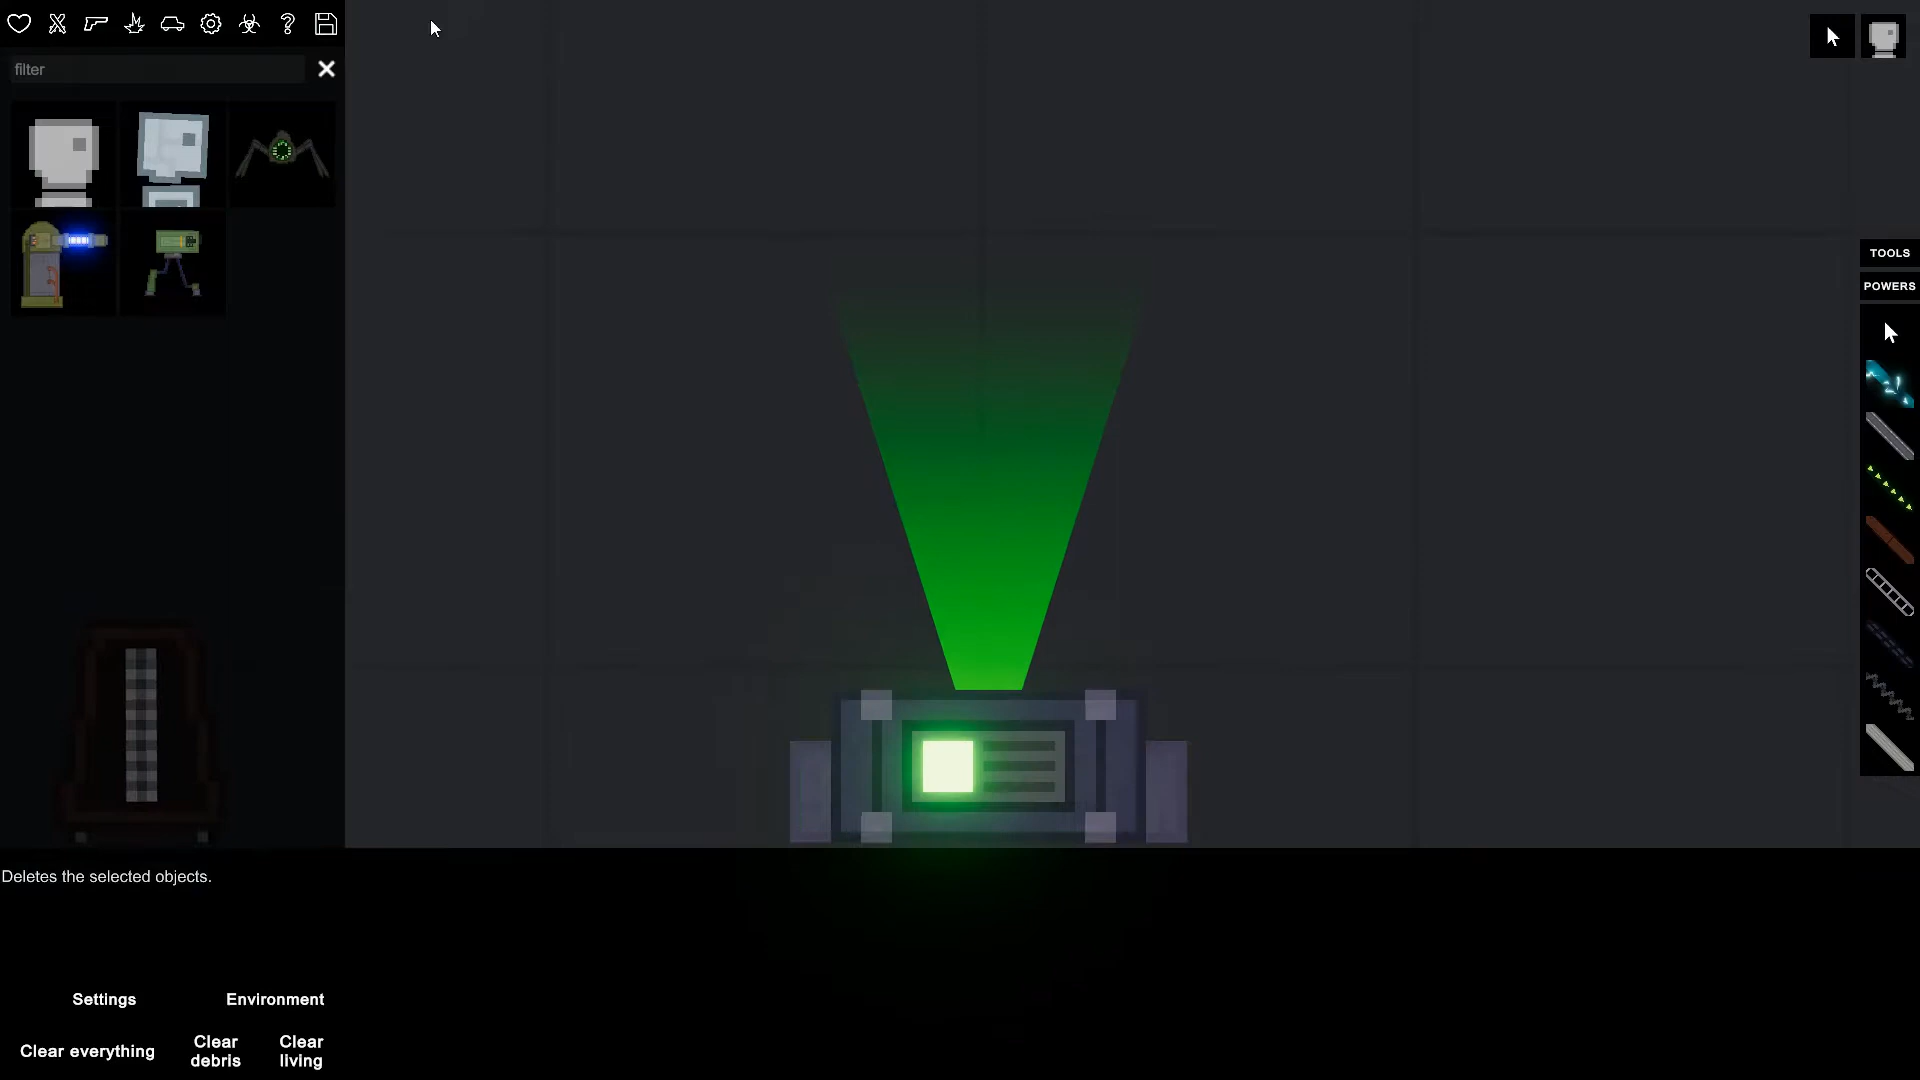 filter
TOOLS
POWERS
Deletes the selected objects.
Settings
Environment
Clear everything
Clear
debris
Clear
living